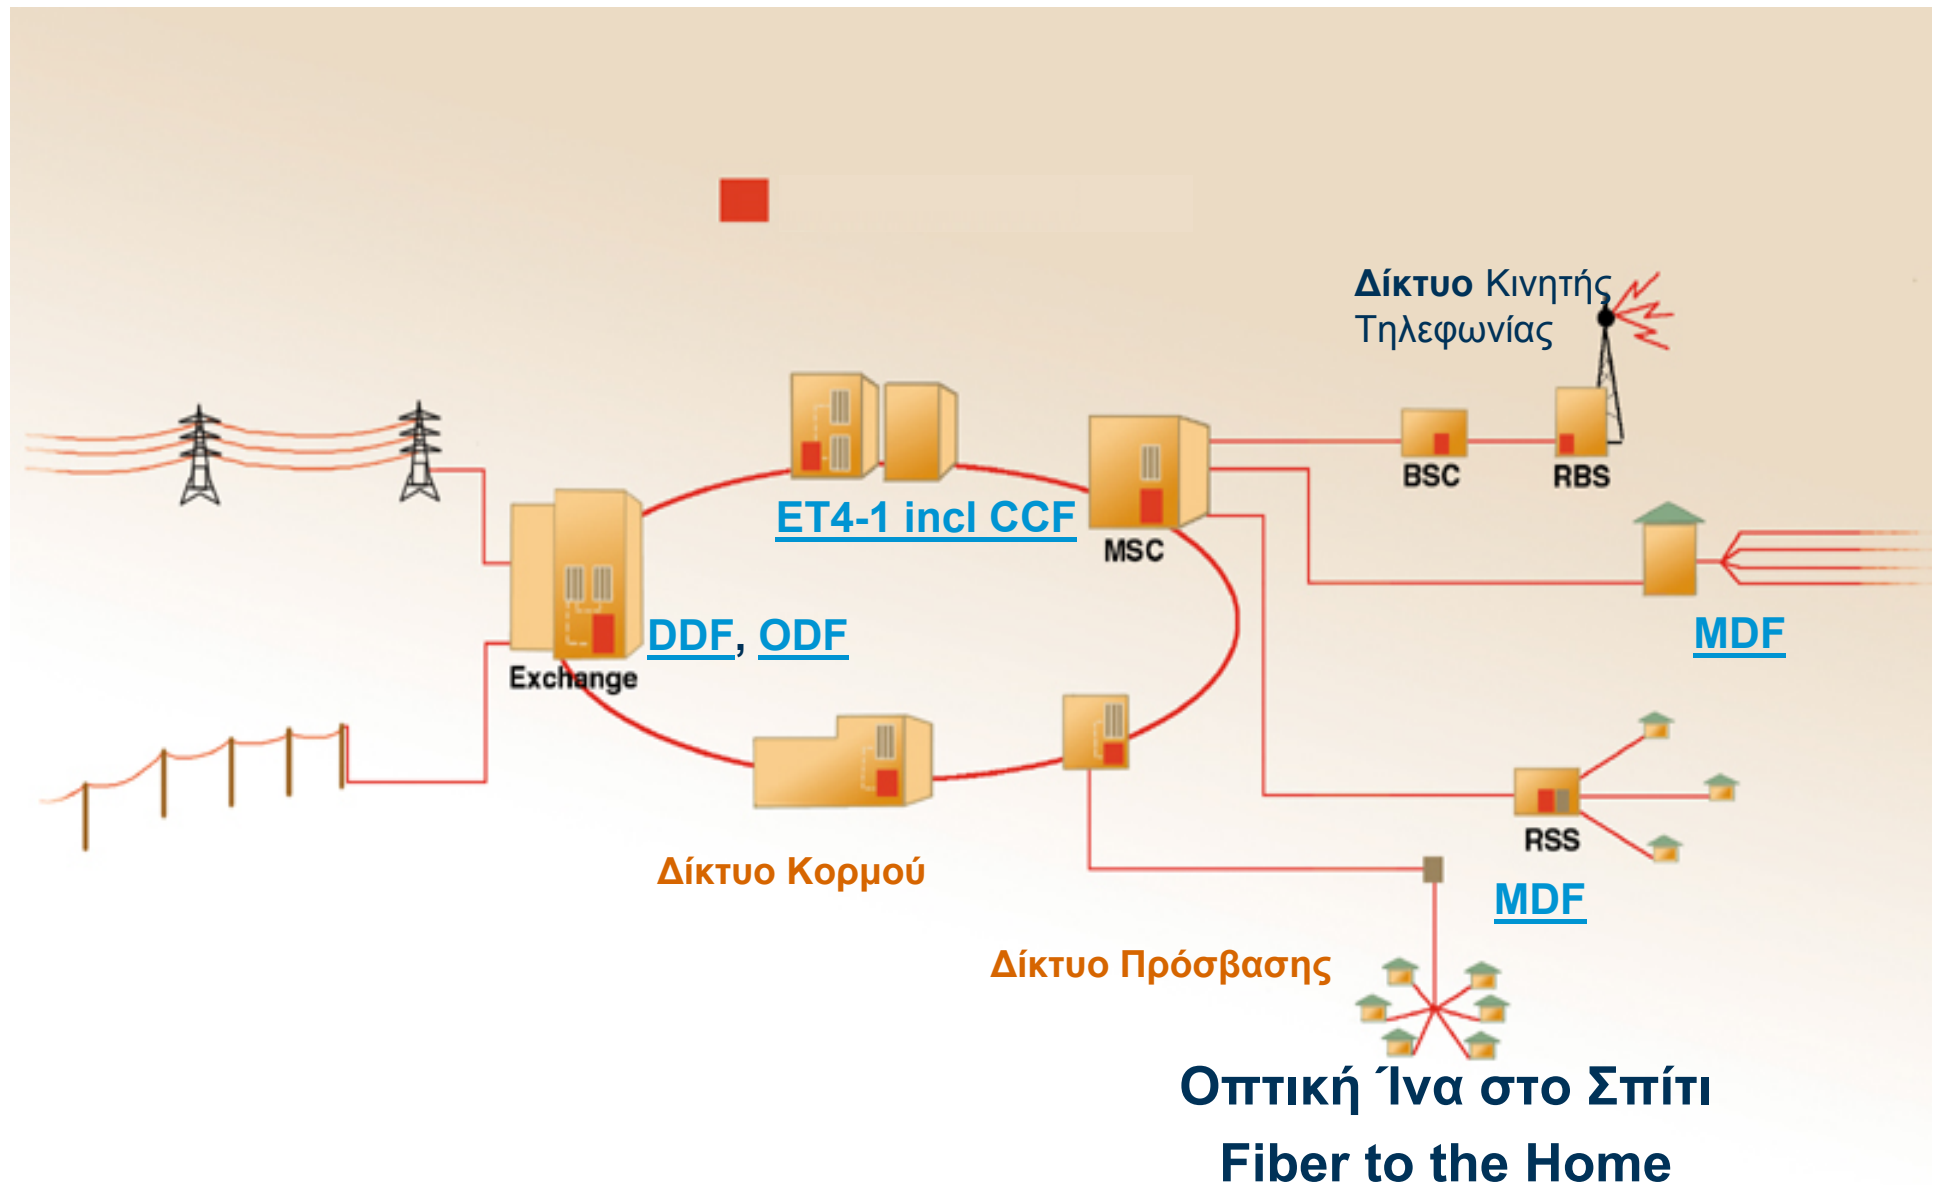 Δίκτυο Κινητής
Τηλεφωνίας
BSC
RBS
ET4-1 incl CCF
MSC
DDF, ODF
MDF
Exchange
RSS
Δίκτυο Κορμού
MDF
Δίκτυο Πρόσβασης
Οπτική Ίνα στο Σπίτι
Fiber to the Home